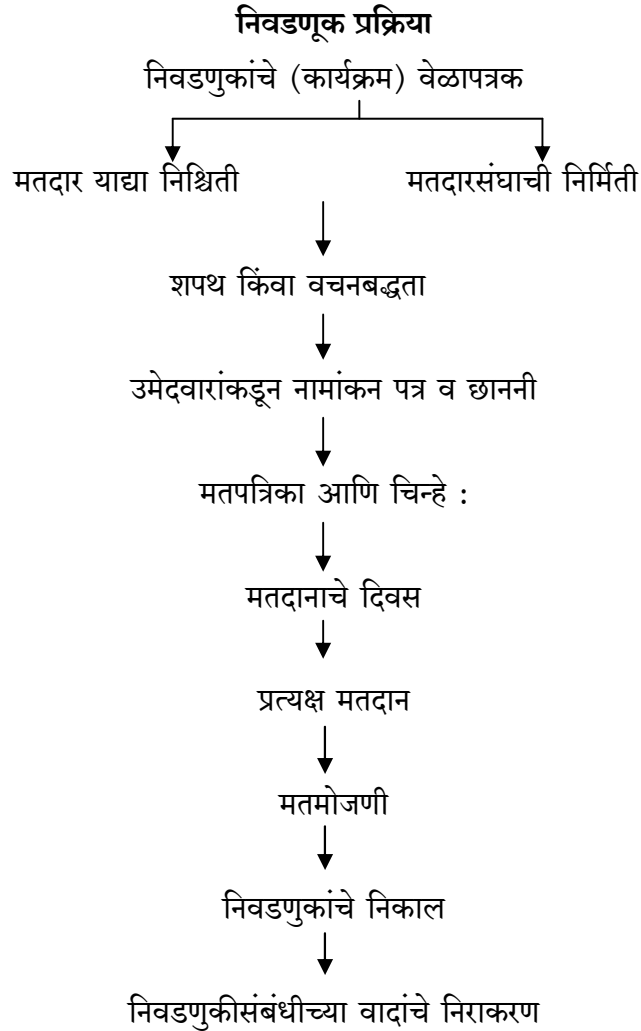 निवडणूक प्रक्रिया
निवडणुकांचे (कार्यक्रम) वेळापत्रक
मतदार याद्या निश्चिती
मतदारसंघाची निर्मिती
शपथ किंवा वचनबद्धता
उमेदवारांकडून नामांकन पत्र व छाननी
मतपत्रिका आणि चिन्हे :
मतदानाचे दिवस
प्रत्यक्ष मतदान
मतमोजणी
निवडणुकांचे निकाल
निवडणुकीसंबंधीच्या वादांचे निराकरण